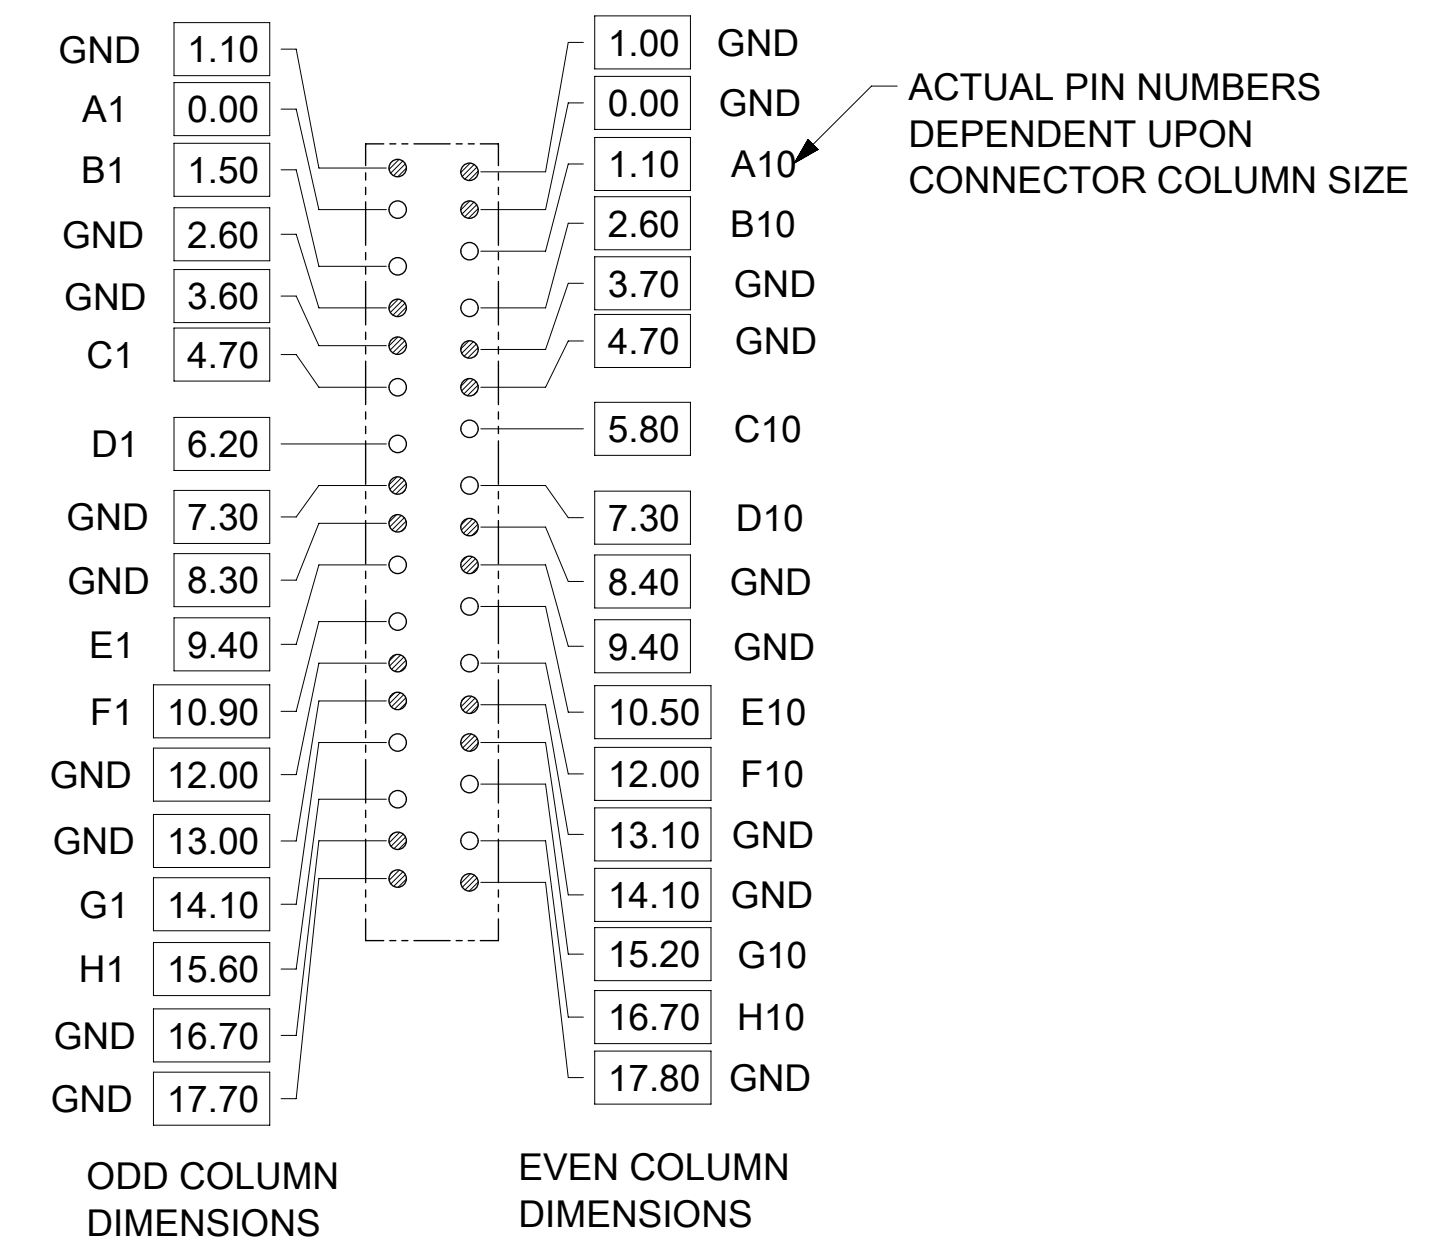 GND 1.10
A1 0.00
B1 1.50
GND 2.60
GND 3.60
C1 4.70
D1 6.20
GND 7.30
GND 8.30
E1 9.40
F1 10.90
GND 12.00
GND 13.00
G1 14.10
H1 15.60
GND 16.70
GND 17.70
ODD COLUMN
DIMENSIONS
1.00 GND
0.00 GND
1.10 A10
2.60 B10
3.70 GND
4.70 GND
5.80 C10
7.30 D10
8.40 GND
9.40 GND
10.50 E10
12.00 F10
13.10 GND
14.10 GND
15.20 G10
16.70 H10
17.80 GND
EVEN COLUMN
DIMENSIONS
ACTUAL PIN NUMBERS
DEPENDENT UPON
CONNECTOR COLUMN SIZE